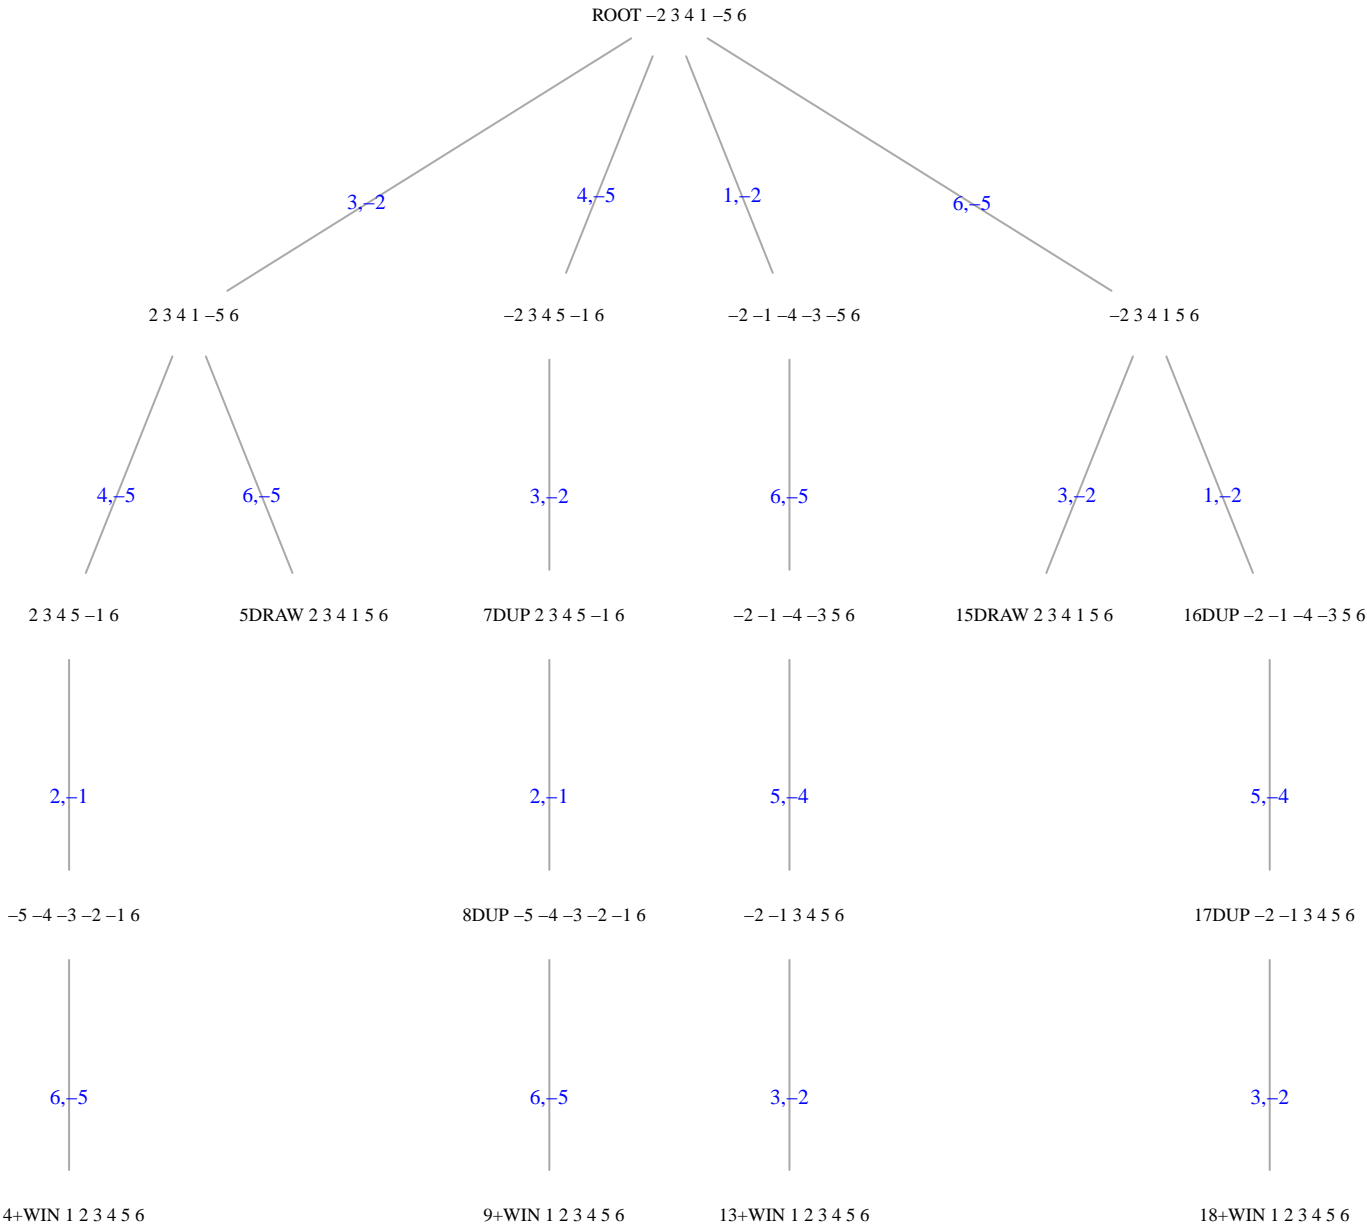 ROOT –2 3 4 1 –5 6
3,–2
4,–5
1,–2
6,–5
2 3 4 1 –5 6
–2 3 4 5 –1 6
–2 –1 –4 –3 –5 6
–2 3 4 1 5 6
4,–5
6,–5
3,–2
6,–5
3,–2
1,–2
2 3 4 5 –1 6
5DRAW 2 3 4 1 5 6
7DUP 2 3 4 5 –1 6
–2 –1 –4 –3 5 6
15DRAW 2 3 4 1 5 6
16DUP –2 –1 –4 –3 5 6
2,–1
2,–1
5,–4
5,–4
–5 –4 –3 –2 –1 6
8DUP –5 –4 –3 –2 –1 6
–2 –1 3 4 5 6
17DUP –2 –1 3 4 5 6
6,–5
6,–5
3,–2
3,–2
4+WIN 1 2 3 4 5 6
9+WIN 1 2 3 4 5 6
13+WIN 1 2 3 4 5 6
18+WIN 1 2 3 4 5 6